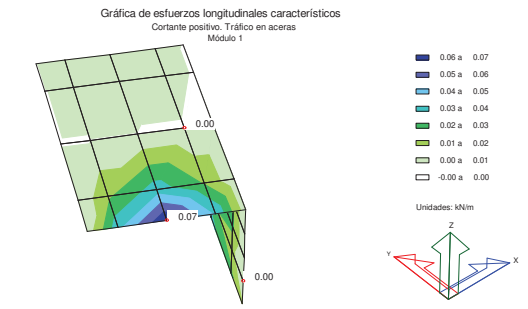 Gráfica de esfuerzos longitudinales característicos
Cortante positivo. Tráfico en aceras
Módulo 1
0.06 a 0.07
0.05 a 0.06
0.04 a 0.05
0.03 a 0.04
0.02 a 0.03
0.01 a 0.02
0.00 a 0.01
-0.00 a 0.00
Unidades: kN/m
0.00
0.07
0.00
Z
Y
X